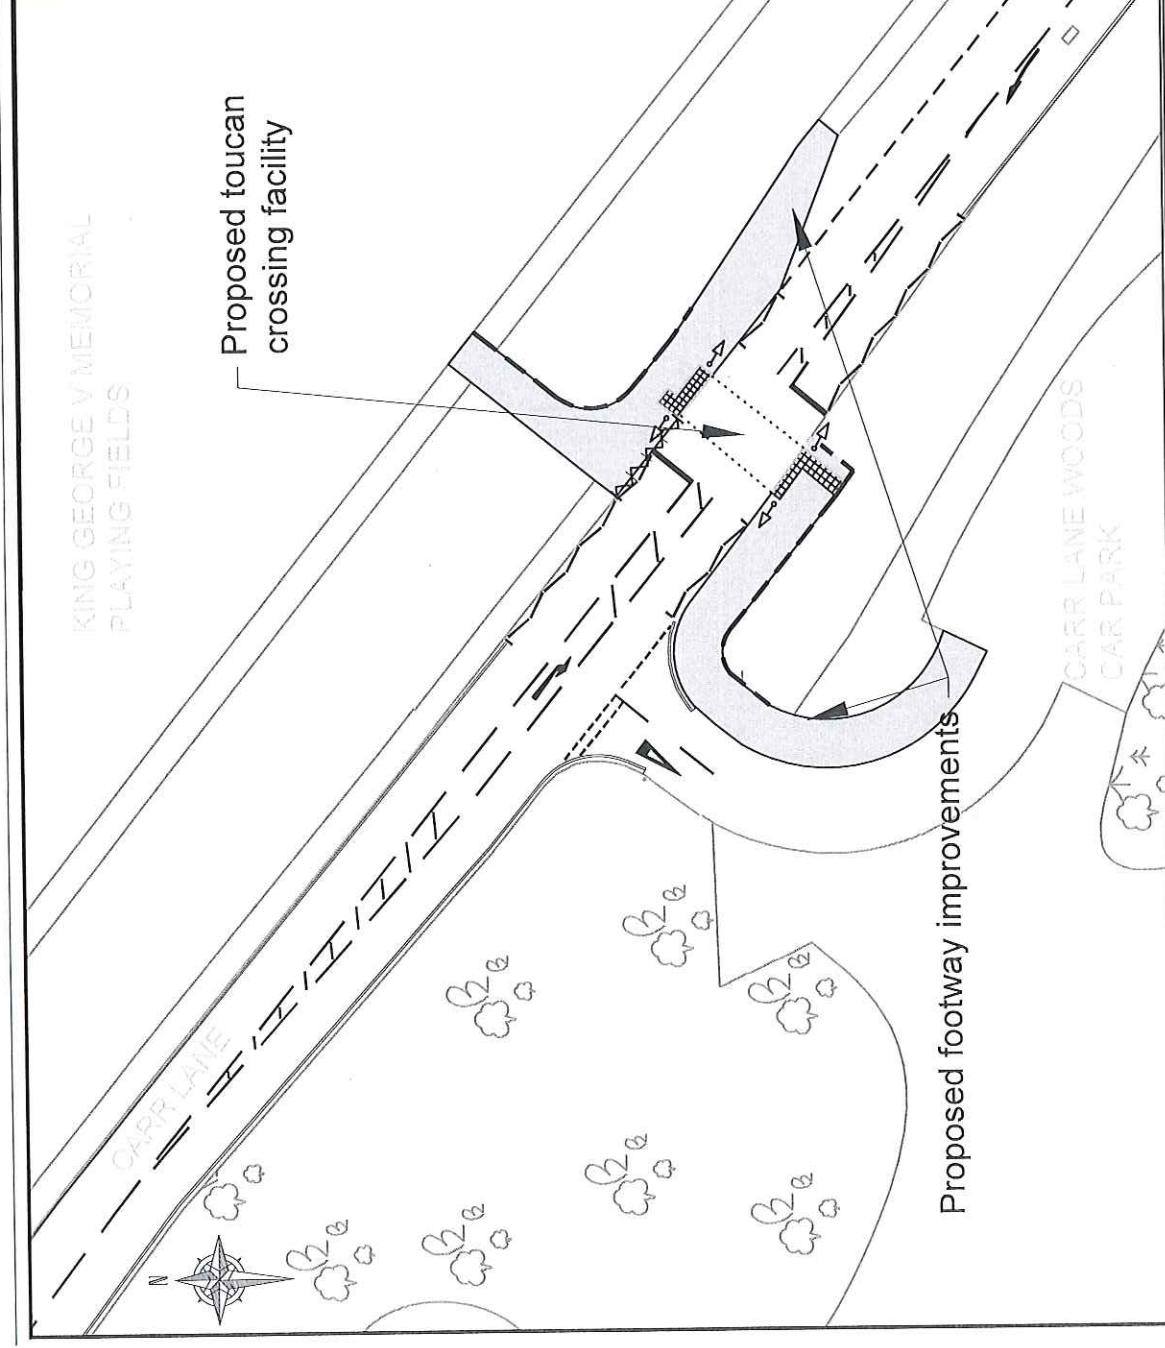 KING GEORGE V MEMORIAL
PLAYING FIELDS
Proposed toucan
crossing facility
CARR LANE
N
CARR LANE WOODS
CAR PARK
Proposed footway improvements